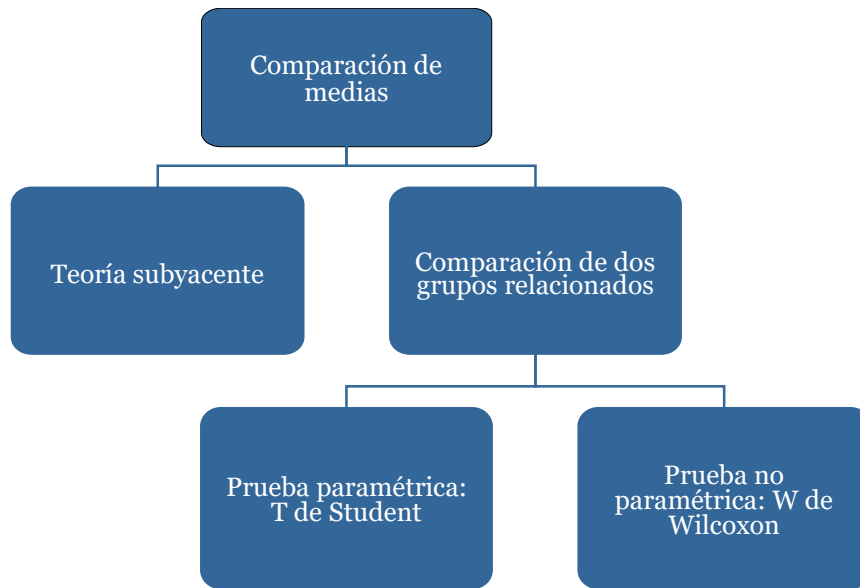 Comparación de
medias
Teoría subyacente
Comparación de dos
grupos relacionados
Prueba paramétrica:
T de Student
Prueba no
paramétrica: W de
Wilcoxon